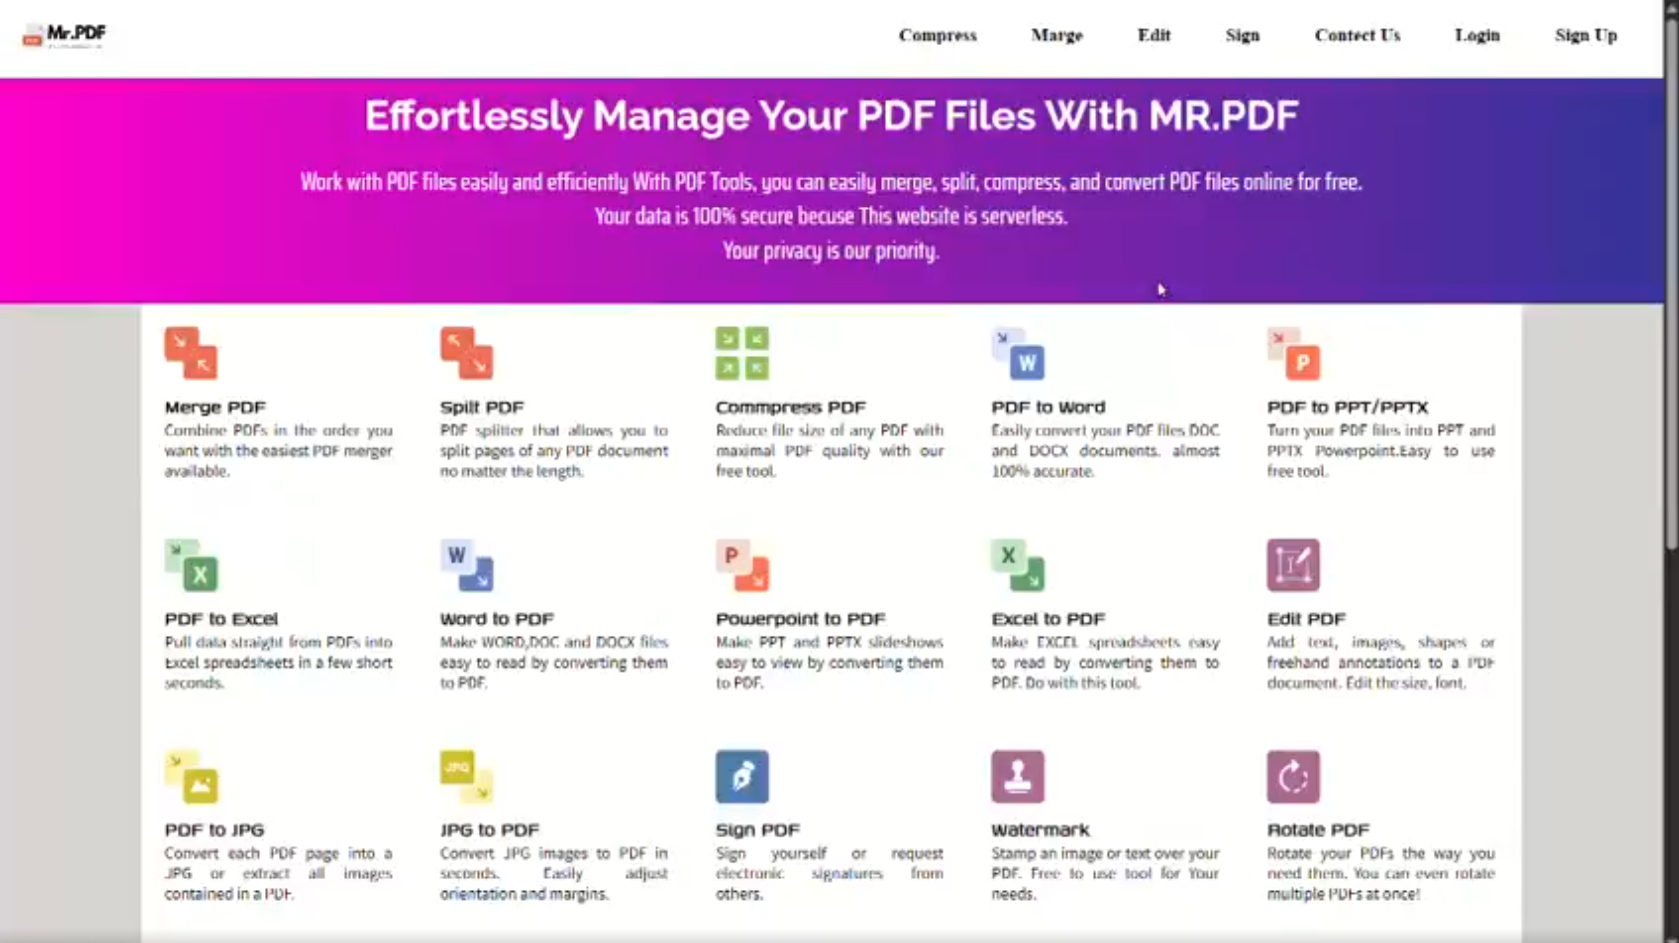 Mr.PDF
Compress Marge Edit Sign Contect Us Login Sign Up
Effortlessly Manage Your PDF Files With MR.PDF
Work with PDF files easily and efficiently With PDF Tools, you can easily merge, split, compress, and convert PDF files online for free.
Your data is 100% secure becuse This website is serverless.
Your privacy is our priority.
Merge PDF
Combine PDFs in the order you
want with the easiest PDF merger
available.
Spilt PDF
PDF splitter that allows you to
split pages of any PDF document
no matter the length.
Commpress PDF
Reduce file size of any PDF with
maximal PDF quality with our
free tool.
W
PDF to Word
Easily convert your PDF files DOC
and DOCX documents. almost
100% accurate.
P
PDF to PPT/PPTX
Turn your PDF files into PPT and
PPTX Powerpoint.Easy to use
free tool.
X
PDF to Excel
Pull data straight from PDFs into
Excel spreadsheets in a few short
seconds.
W
Word to PDF
Make WORD,DOC and DOCX files
easy to read by converting them
to PDF.
P
Powerpoint to PDF
Make PPT and PPTX slideshows
easy to view by converting them
to PDF.
X
Excel to PDF
Make EXCEL spreadsheets easy
to read by converting them to
PDF. Do with this tool.
Edit PDF
Add text, images, shapes or
freehand annotations to a PDF
document. Edit the size, font.
PDF to JPG
Convert each PDF page into a
JPG or extract all images
contained in a PDF.
JPG
JPG to PDF
Convert JPG images to PDF in
seconds. Easily adjust
orientation and margins.
Sign PDF
Sign yourself or request
electronic signatures from
others.
Watermark
Stamp an image or text over your
PDF. Free to use tool for Your
needs.
Rotate PDF
Rotate your PDFs the way you
need them. You can even rotate
multiple PDFs at once!